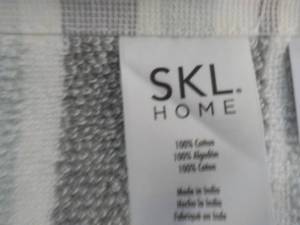 SKL.
HOME
100% Cotton
100% Algodón
100% Coton
Made in India
Hecho in India
Fabriqué en Inde